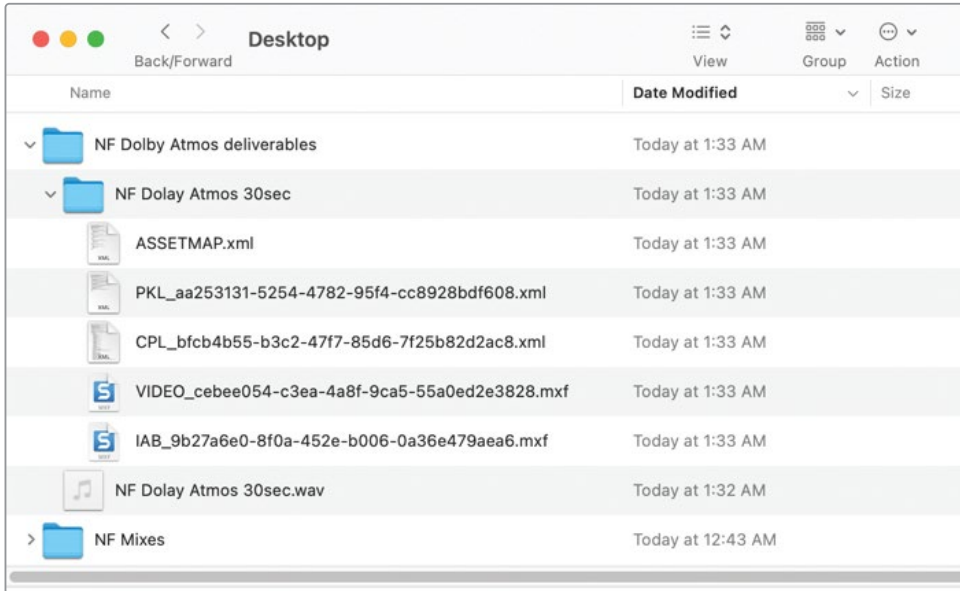 Desktop
Back/Forward
View
Group
Action
Name Date Modified Size
NF Dolby Atmos deliverables Today at 1:33 AM
NF Dolay Atmos 30sec Today at 1:33 AM
ASSETMAP.xml Today at 1:33 AM
PKL_aa253131-5254-4782-95f4-cc8928bdf608.xml Today at 1:33 AM
CPL_bfcb4b55-b3c2-47f7-85d6-7f25b82d2ac8.xml Today at 1:33 AM
VIDEO_cebee054-c3ea-4a8f-9ca5-55a0ed2e3828.mxf Today at 1:33 AM
IAB_9b27a6e0-8f0a-452e-b006-0a36e479aea6.mxf Today at 1:33 AM
NF Dolay Atmos 30sec.wav Today at 1:32 AM
NF Mixes Today at 12:43 AM